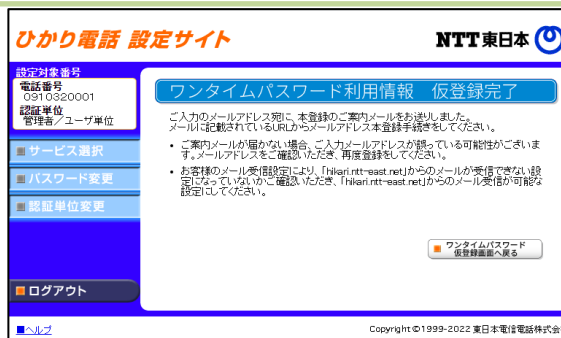 ひかり電話 設定サイト
NTT東日本
設定対象番号
電話番号
0910320001
認証単位
管理者／ユーザ単位
サービス選択
パスワード変更
認証単位変更
ログアウト
ワンタイムパスワード利用情報　仮登録完了
ご入力のメールアドレス宛に、本登録のご案内メールをお送りしました。
メールに記載されているURLからメールアドレス本登録手続きをしてください。
• ご案内メールが届かない場合、ご入力メールアドレスが誤っている可能性がございま
す。メールアドレスをご確認いただき、再度登録をしてください。
• お客様のメール受信設定により、「hikari.ntt-east.net」からのメールが受信できない設
定になっていないかご確認いただき、「hikari.ntt-east.net」からのメール受信が可能な
設定にしてください。
ワンタイムパスワード
仮登録画面へ戻る
ヘルプ
Copyright © 1999-2022 東日本電信電話株式会